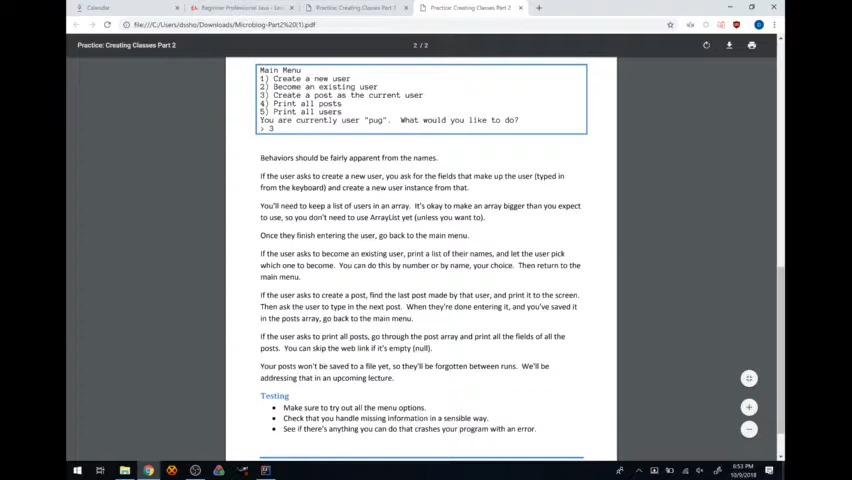 Calendar
Beginner Professional Java - Les
Practice: Creating Classes Part 1
Practice: Creating Classes Part 2
file:///C:/Users/dssho/Downloads/Microblog-Part2%20(1).pdf
Practice: Creating Classes Part 2
2 / 2
Main Menu
1) Create a new user
2) Become an existing user
3) Create a post as the current user
4) Print all posts
5) Print all users
You are currently user "pug". What would you like to do?
> 3
Behaviors should be fairly apparent from the names.
If the user asks to create a new user, you ask for the fields that make up the user (typed in
from the keyboard) and create a new user instance from that.
You'll need to keep a list of users in an array. It's okay to make an array bigger than you expect
to use, so you don't need to use ArrayList yet (unless you want to).
Once they finish entering the user, go back to the main menu.
If the user asks to become an existing user, print a list of their names, and let the user pick
which one to become. You can do this by number or by name, your choice. Then return to the
main menu.
If the user asks to create a post, find the last post made by that user, and print it to the screen.
Then ask the user to type in the next post. When they're done entering it, and you've saved it
in the posts array, go back to the main menu.
If the user asks to print all posts, go through the post array and print all the fields of all the
posts. You can skip the web link if it's empty (null).
Your posts won't be saved to a file yet, so they'll be forgotten between runs. We'll be
addressing that in an upcoming lecture.
Testing
• Make sure to try out all the menu options.
• Check that you handle missing information in a sensible way.
• See if there's anything you can do that crashes your program with an error.
6:53 PM
10/9/2018